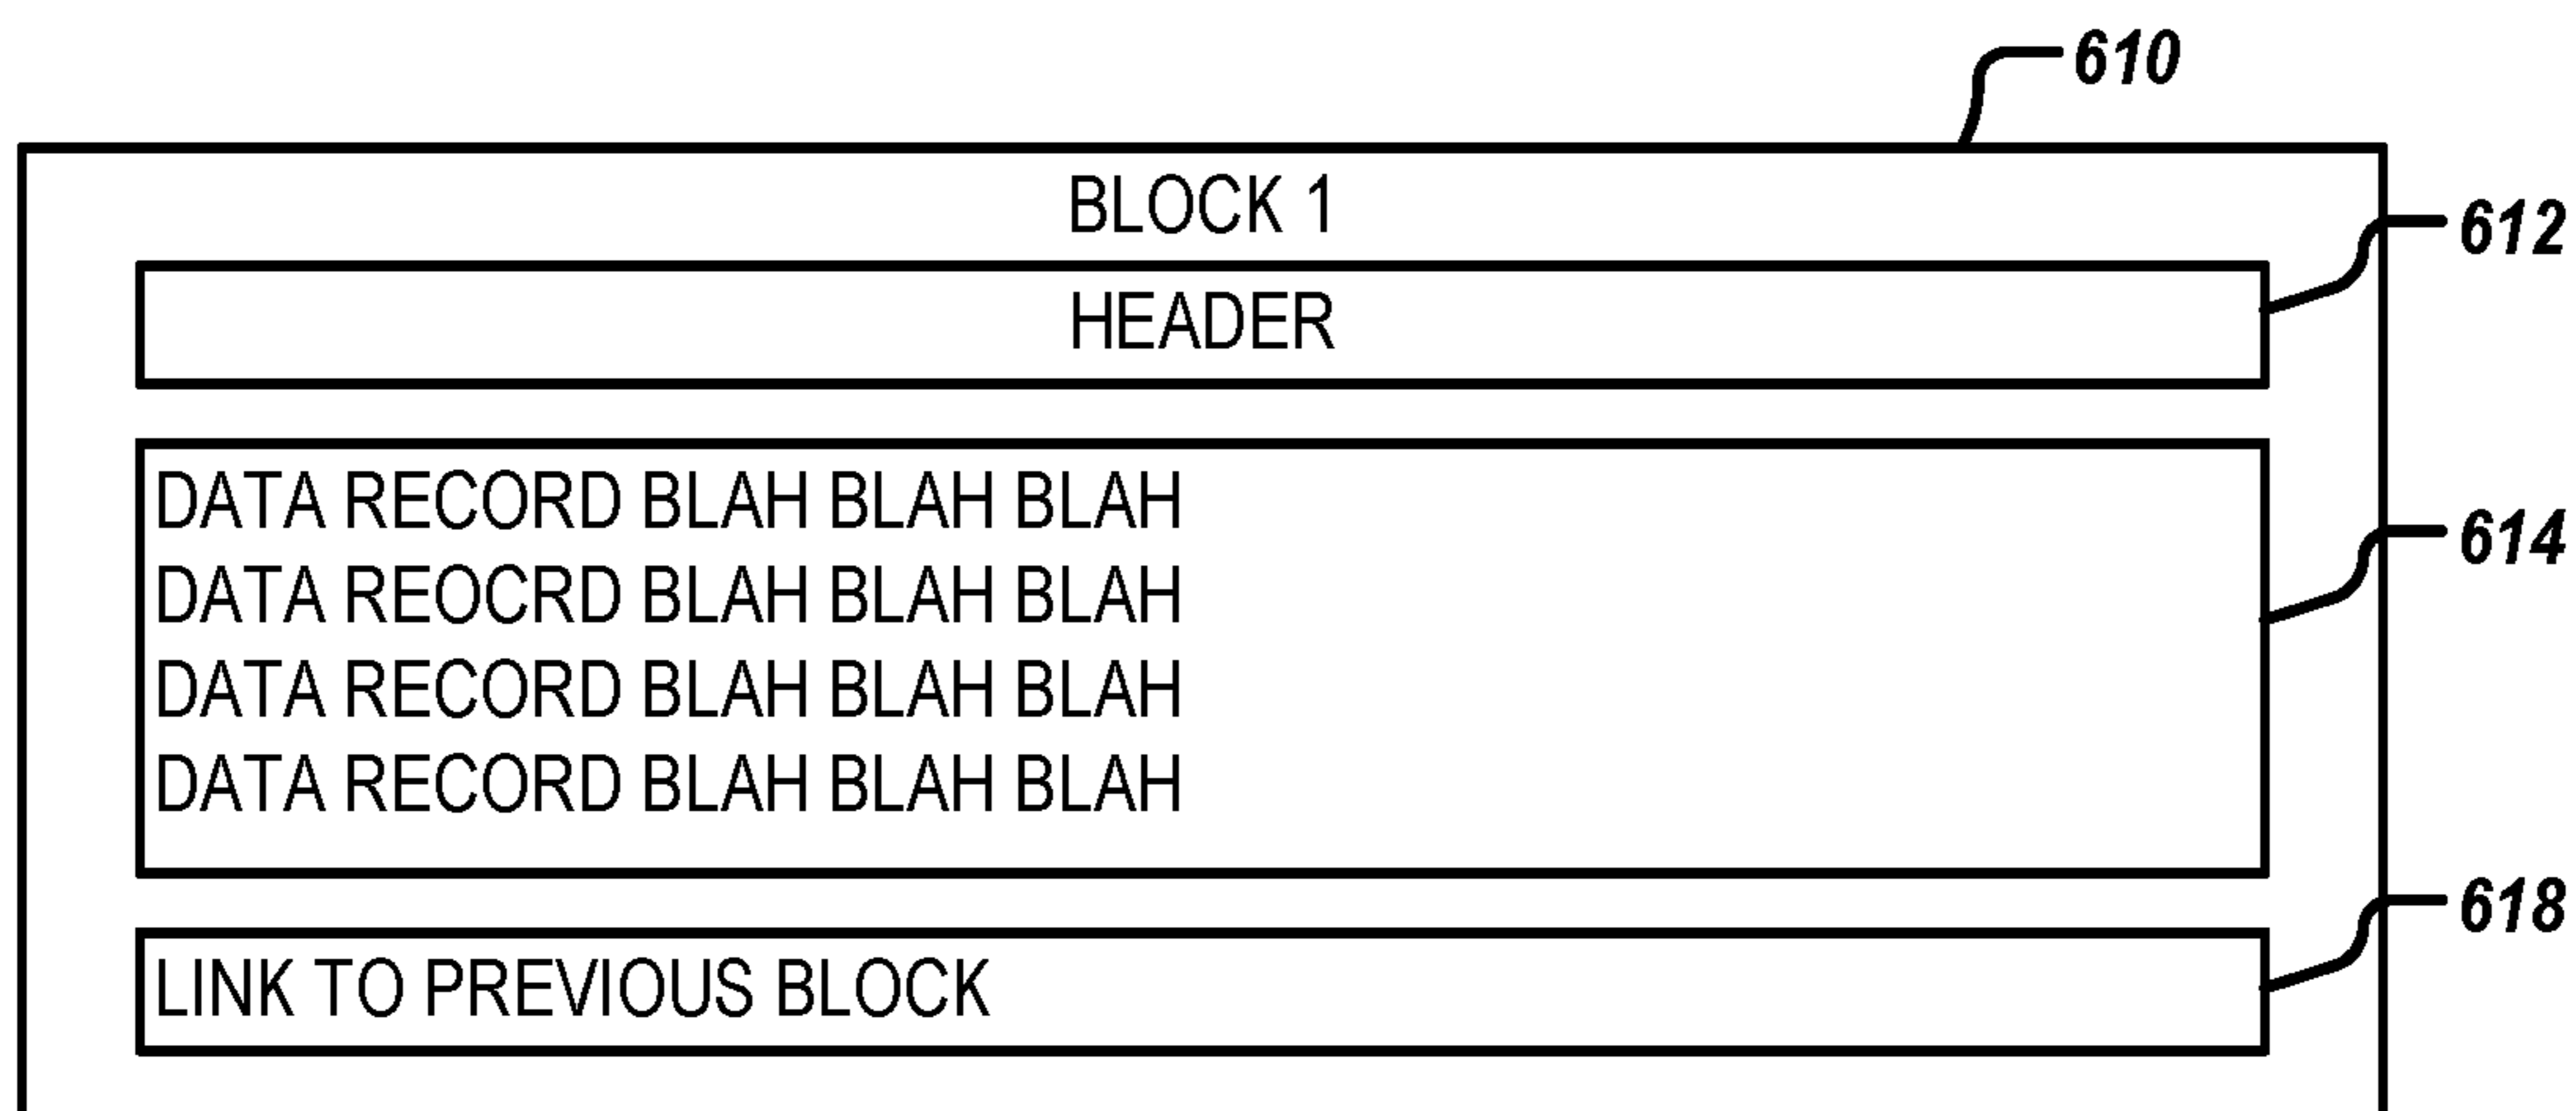 610
BLOCK 1
612
HEADER
DATA RECORD BLAH BLAH BLAH
614
DATA REOCRD BLAH BLAH BLAH
DATA RECORD BLAH BLAH BLAH
DATA RECORD BLAH BLAH BLAH
618
LINK TO PREVIOUS BLOCK